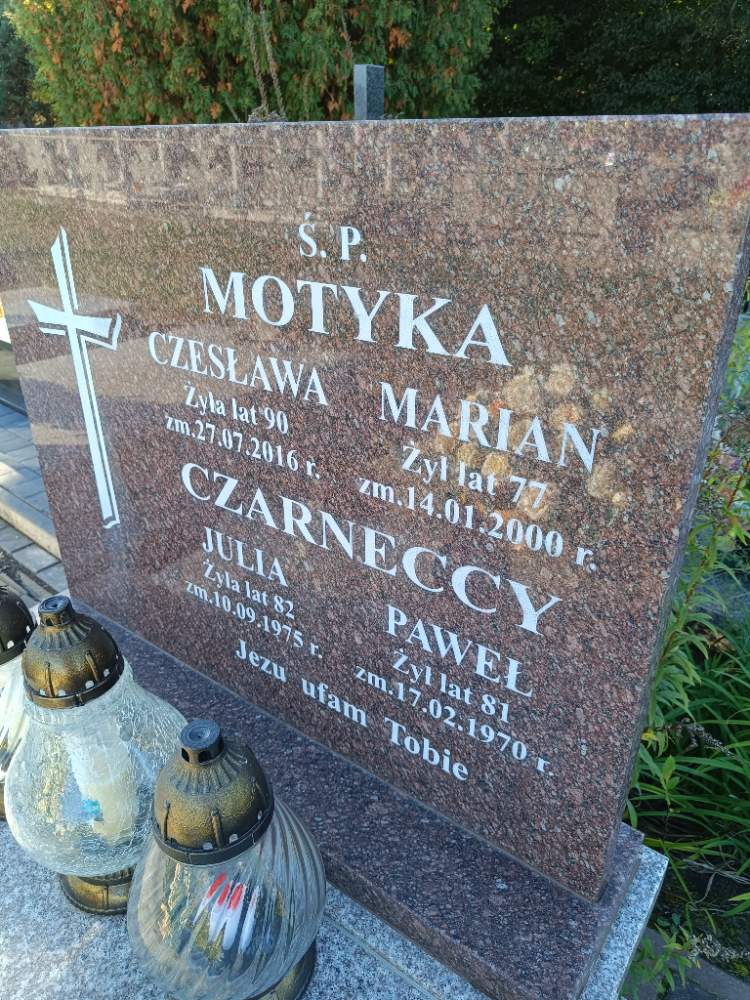 Ś. P.
MOTYKA
CZESŁAWA
Żyła lat 90
zm.27.07.2016 r.
MARIAN
Żył lat 77
zm.14.01.2000 r.
CZARNECCY
JULIA
Żyła lat 82
zm.10.09.1975 r.
PAWEŁ
Żył lat 81
zm.17.02.1970 r.
Jezu ufam Tobie